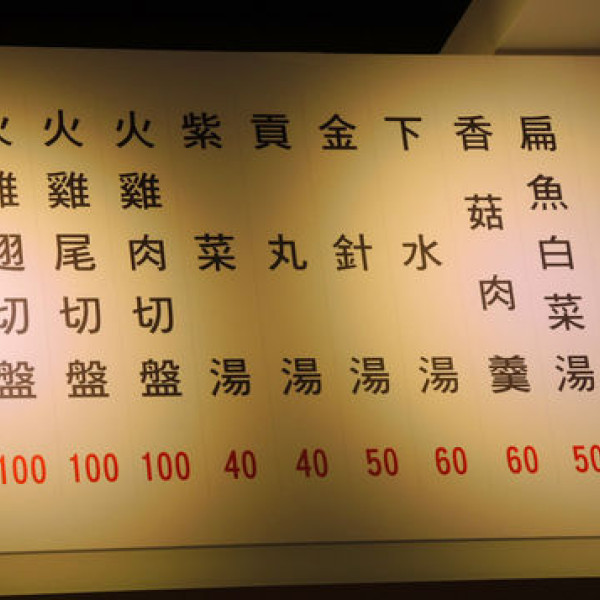 扁魚白菜湯 50
香菇肉羹 60
下水湯 60
金針湯 50
貢丸湯 40
紫菜湯 40
火雞肉切盤 100
火雞尾切盤 100
火雞翅切盤 100